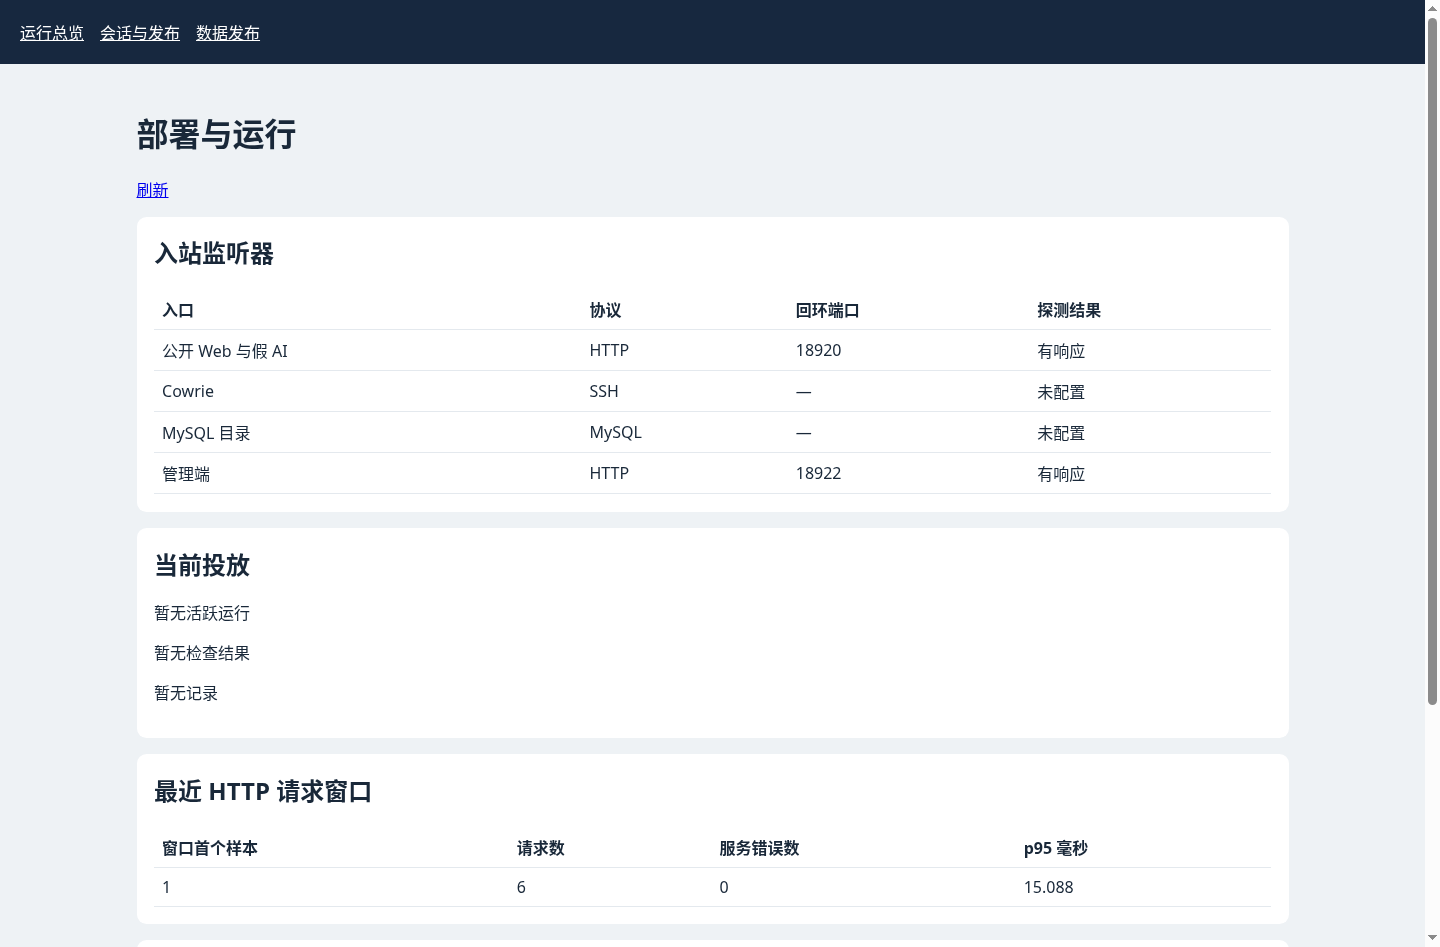 运行总览 会话与发布 数据发布
部署与运行
刷新
入站监听器
入口 协议 回环端口 探测结果
公开 Web 与假 AI HTTP 18920 有响应
Cowrie SSH — 未配置
MySQL 目录 MySQL — 未配置
管理端 HTTP 18922 有响应
当前投放
暂无活跃运行
暂无检查结果
暂无记录
最近 HTTP 请求窗口
窗口首个样本 请求数 服务错误数 p95 毫秒
1 6 0 15.088